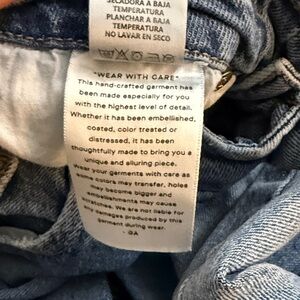 SECADORA A BAJA
TEMPERATURA
PLANCHAR A BAJA
TEMPERATURA
NO LAVAR EN SECO
"WEAR WITH CARE"
This hand-crafted garment has
been made especially for you
with the highest level of detail.
Whether it has been embellished,
coated, color treated or
distressed, it has been
thoughtfully made to bring you a
unique and alluring piece.
Wear your garments with care as
some colors may transfer, holes
may become bigger and
embellishments may cause
scratches. We are not liable for
any damages produced by this
garment during wear.
- GA